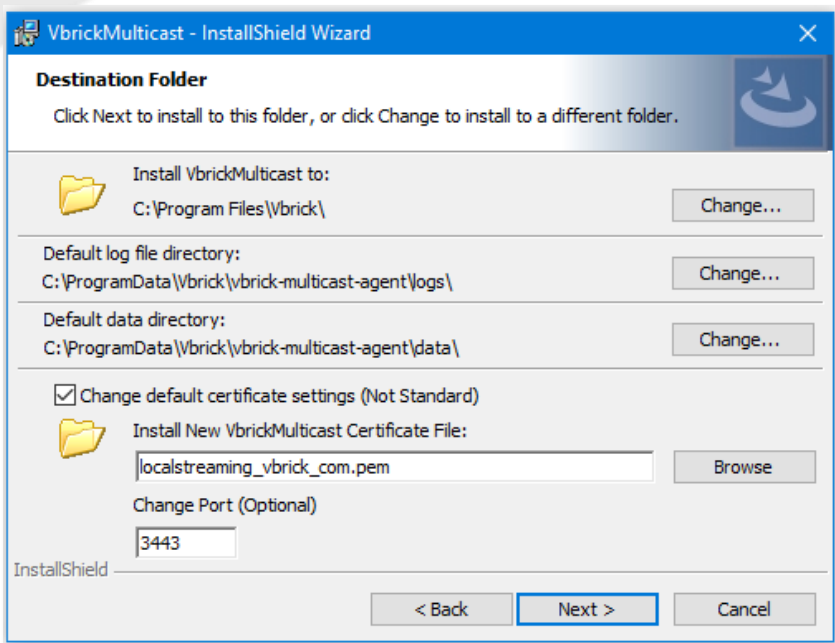 VbrickMulticast - InstallShield Wizard
Destination Folder
Click Next to install to this folder, or click Change to install to a different folder.
Install VbrickMulticast to:
C:\Program Files\Vbrick\
Change...
Default log file directory:
C:\ProgramData\Vbrick\vbrick-multicast-agent\logs\
Change...
Default data directory:
C:\ProgramData\Vbrick\vbrick-multicast-agent\data\
Change...
Change default certificate settings (Not Standard)
Install New VbrickMulticast Certificate File:
localstreaming_vbrick_com.pem
Browse
Change Port (Optional)
3443
InstallShield
< Back
Next >
Cancel